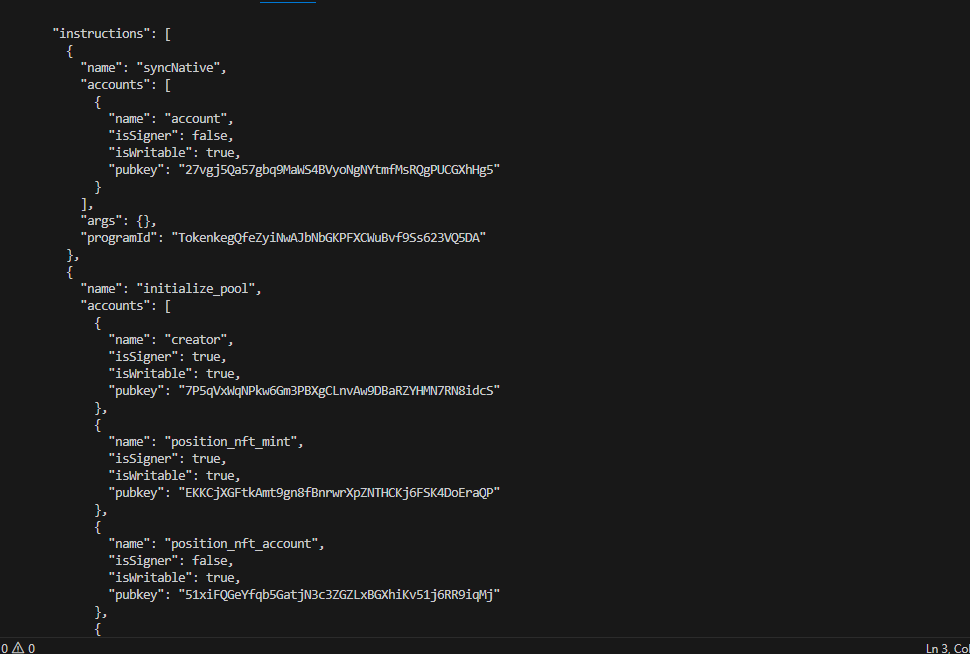 "instructions": [
{
"name": "syncNative",
"accounts": [
{
"name": "account",
"isSigner": false,
"isWritable": true,
"pubkey": "27vgj5Qa57gbq9MaWS4BVyoNgNYtmfMsRQgPUCGXhHg5"
}
],
"args": {},
"programId": "TokenkegQfeZyiNwAJbNbGKPFXCWuBvf9Ss623VQ5DA"
},
{
"name": "initialize_pool",
"accounts": [
{
"name": "creator",
"isSigner": true,
"isWritable": true,
"pubkey": "7P5qVxWqNPkw6Gm3PBXgCLnvAw9DBaRZYHMN7RN8idcS"
},
{
"name": "position_nft_mint",
"isSigner": true,
"isWritable": true,
"pubkey": "EKKCjXGFtkAmt9gn8fBnrwrXpZNTHCKj6FSK4DoEraQP"
},
{
"name": "position_nft_account",
"isSigner": false,
"isWritable": true,
"pubkey": "51xiFQGeYfqb5GatjN3c3ZGZLxBGXhiKv51j6RR9iqMj"
},
{
0 ⚠ 0
Ln 3, Co